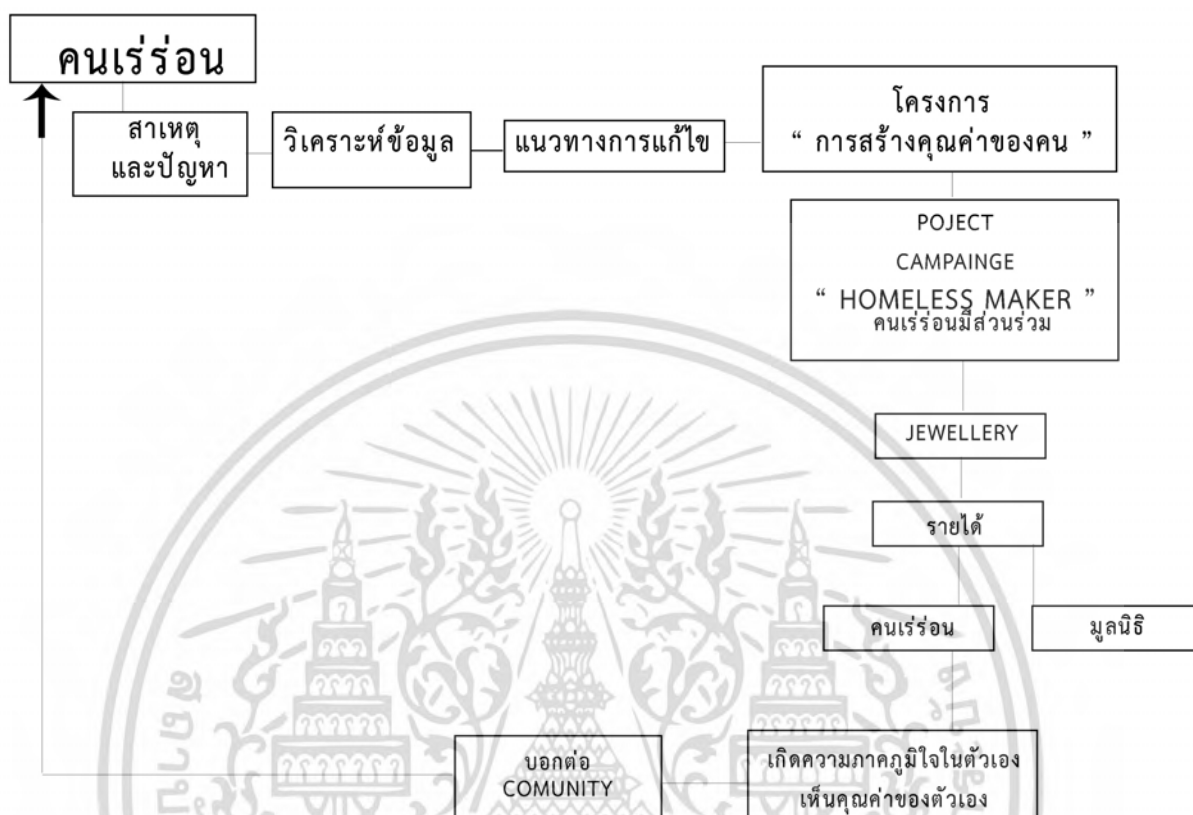 คนเร่ร่อน
สาเหตุ
และปัญหา
วิเคราะห์ข้อมูล
แนวทางการแก้ไข
โครงการ
“ การสร้างคุณค่าของคน ”
POJECT
CAMPAINGE
“ HOMELESS MAKER ”
คนเร่ร่อนมีส่วนร่วม
JEWELLERY
รายได้
คนเร่ร่อน
มูลนิธิ
เกิดความภาคภูมิใจในตัวเอง
เห็นคุณค่าของตัวเอง
บอกต่อ
COMUNITY